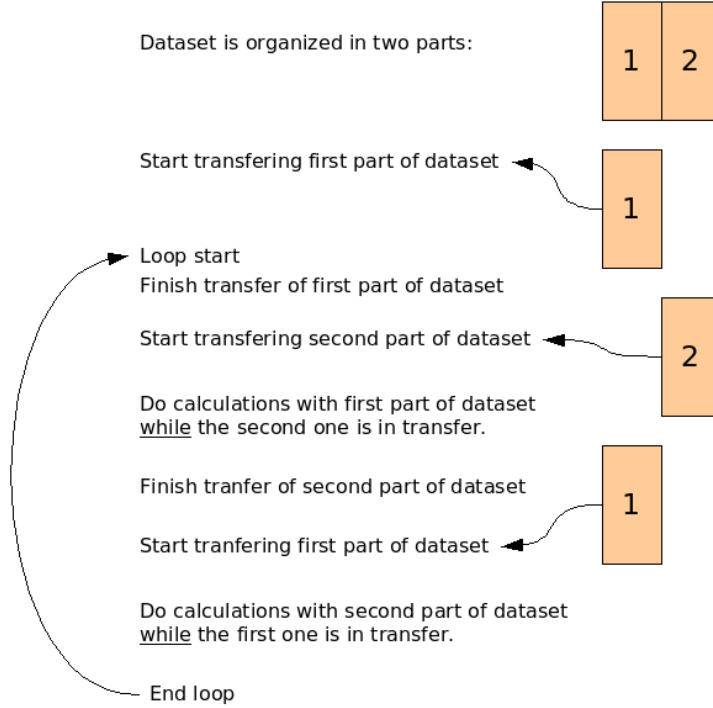 Dataset is organized in two parts:
1 2
Start transfering first part of dataset
1
Loop start
Finish transfer of first part of dataset
Start transfering second part of dataset
2
Do calculations with first part of dataset
while the second one is in transfer.
Finish tranfer of second part of dataset
1
Start tranfering first part of dataset
Do calculations with second part of dataset
while the first one is in transfer.
End loop